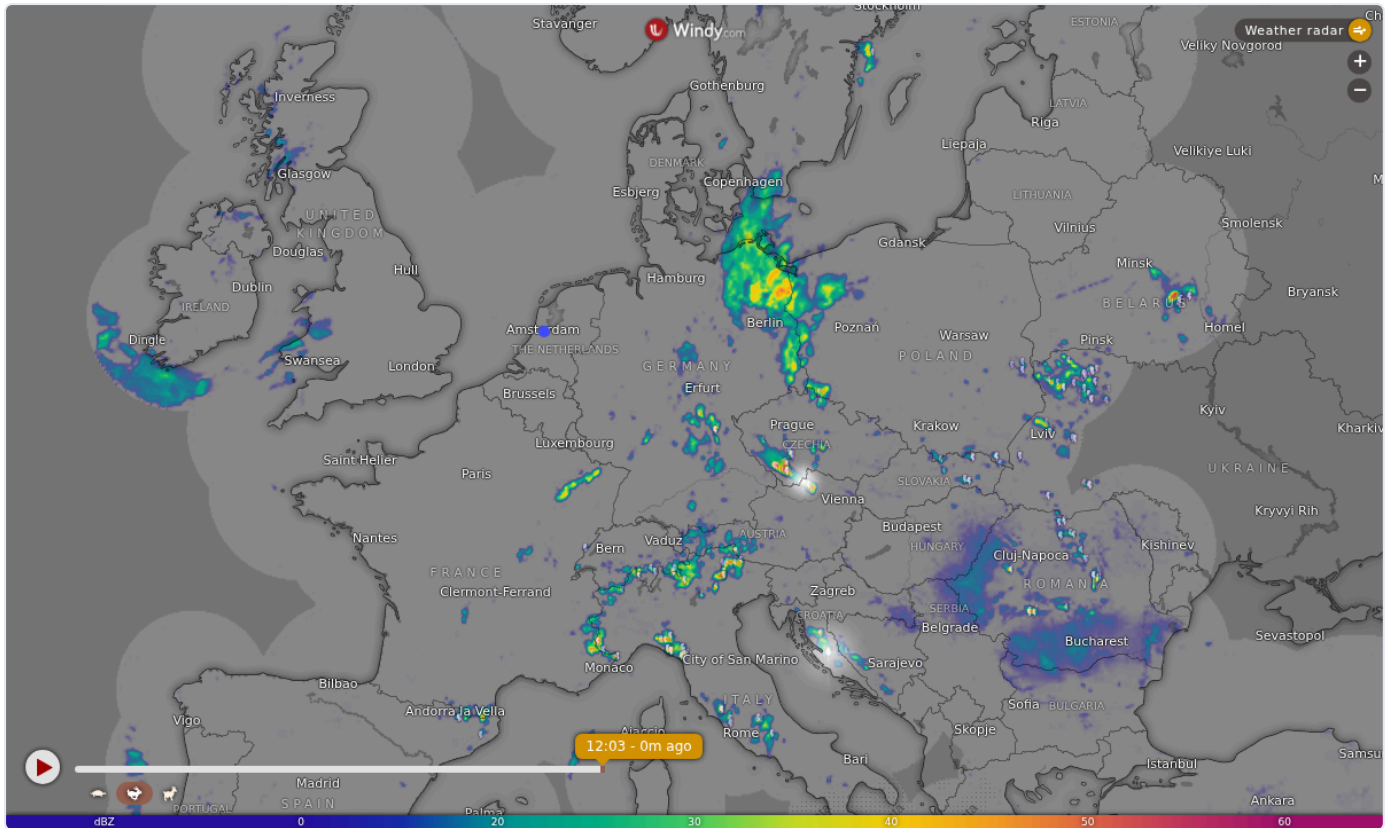 Stavanger
Stockholm
ESTONIA
Windy.com
Weather radar
Veliky Novgorod
+
−
Gothenburg
Inverness
LATVIA
Riga
Liepaja
Velikiye Luki
DENMARK
Glasgow
Copenhagen
Esbjerg
LITHUANIA
UNITED
KINGDOM
Smolensk
Vilnius
Gdansk
Douglas
Hull
Minsk
Hamburg
Dublin
Bryansk
IRELAND
BELARUS
Berlin
Poznań
Homel
Amsterdam
Warsaw
Dingle
Pinsk
THE NETHERLANDS
POLAND
Swansea
London
GERMANY
Erfurt
Brussels
Kyiv
Prague
Krakow
Kharkiv
Lviv
Luxembourg
CZECHIA
Saint Helier
Paris
UKRAINE
SLOVAKIA
Vienna
Kryvyi Rih
Budapest
Nantes
AUSTRIA
Vaduz
Bern
HUNGARY
Kishinev
Cluj-Napoca
FRANCE
ROMANIA
Clermont-Ferrand
Zagreb
SERBIA
CROATIA
Belgrade
Sevastopol
Bucharest
City of San Marino
Sarajevo
Monaco
Bilbao
ITALY
Andorra la Vella
Sofia
BULGARIA
Vigo
Rome
Skopje
Ajaccio
12:03 - 0m ago
Bari
Istanbul
Madrid
SPAIN
PORTUGAL
Palma
Ankara
dBZ
0
20
30
40
50
60